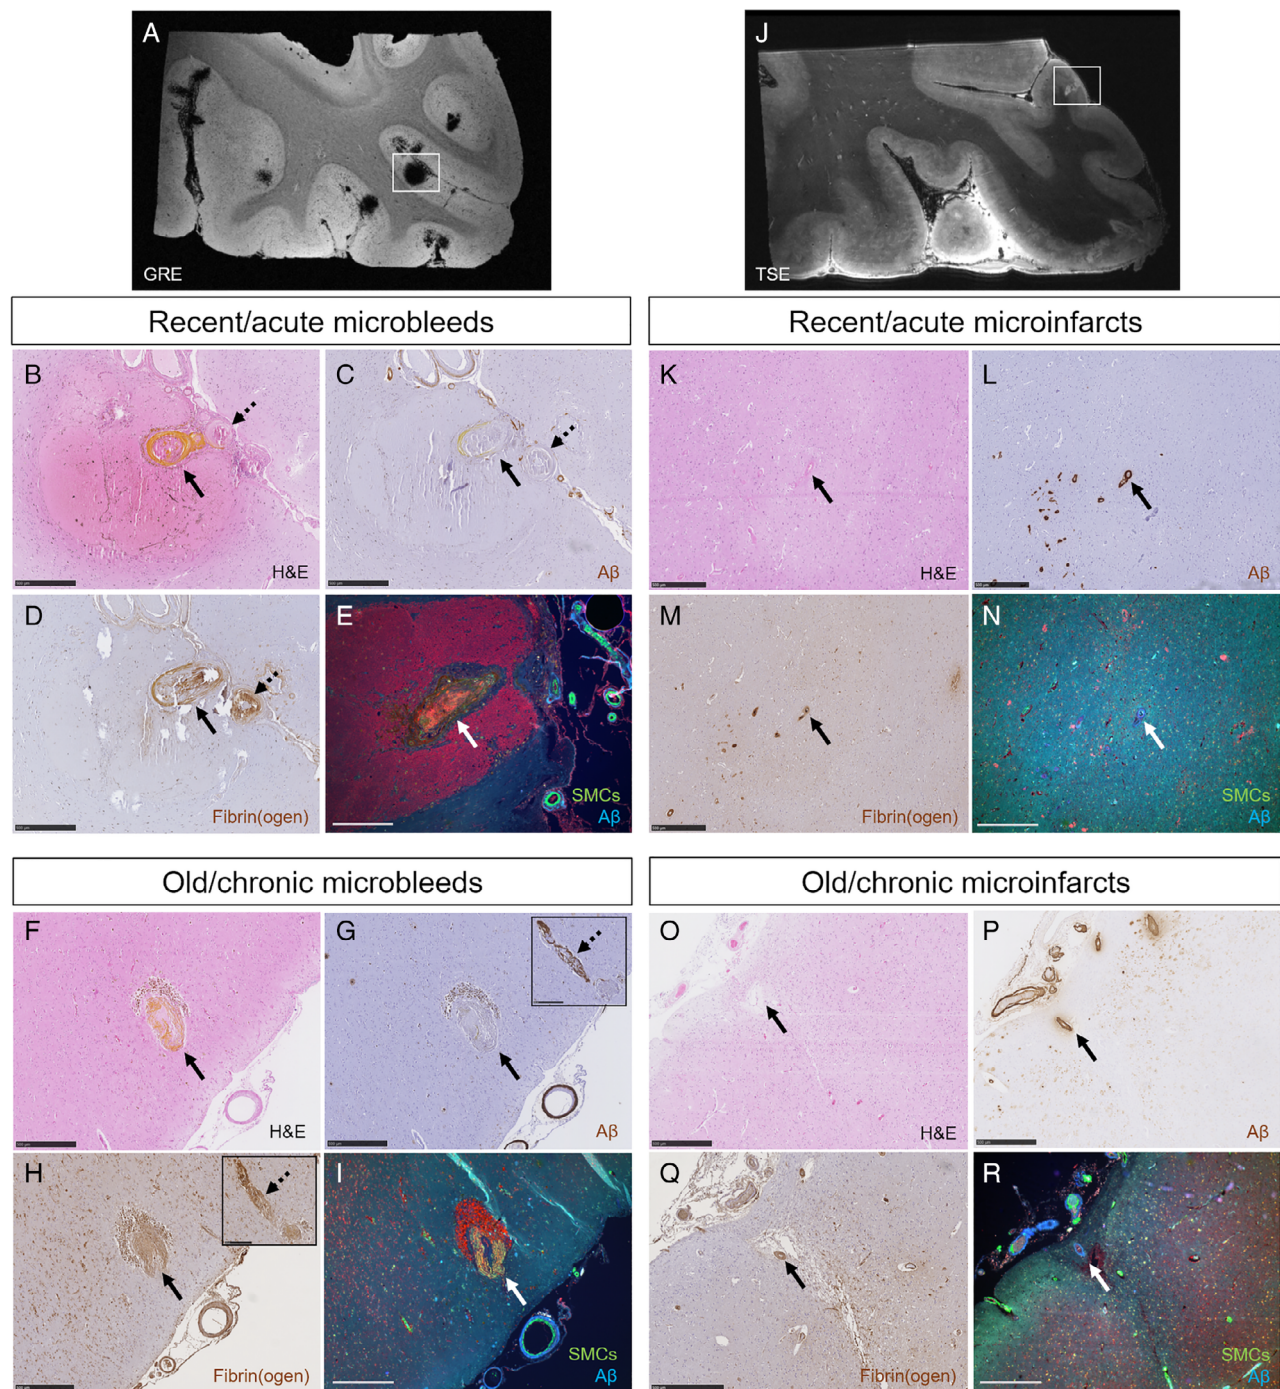 A
GRE
J
TSE
Recent/acute microbleeds
Recent/acute microinfarcts
B
H&E
C
Aβ
K
H&E
L
Aβ
D
Fibrin(ogen)
E
SMCs
Aβ
M
Fibrin(ogen)
N
SMCs
Aβ
Old/chronic microbleeds
Old/chronic microinfarcts
F
H&E
G
Aβ
O
H&E
P
Aβ
H
Fibrin(ogen)
I
SMCs
Aβ
Q
Fibrin(ogen)
R
SMCs
Aβ